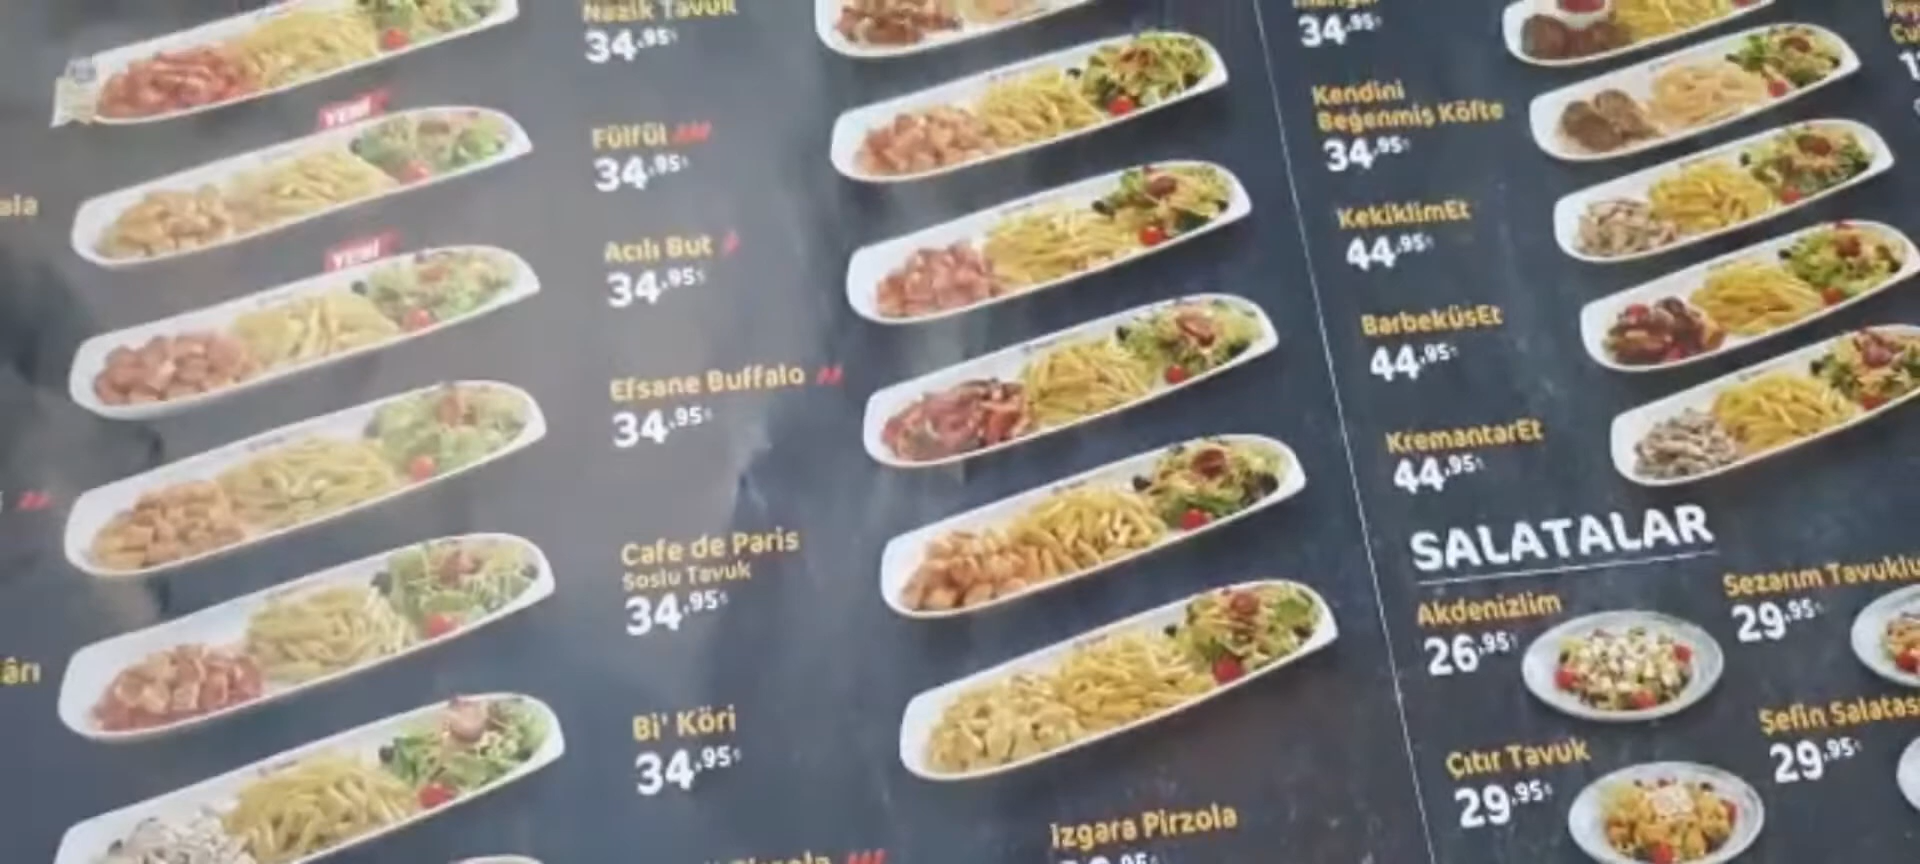 Nazik Tavuk
34.95₺
YENİ
Fülfül
34.95₺
YENİ
Acılı But
34.95₺
Efsane Buffalo
34.95₺
Cafe de Paris
Soslu Tavuk
34.95₺
Bi' Köri
34.95₺
Izgara Pirzola
34.95₺
Kendini
Beğenmiş Köfte
34.95₺
KekiklimEt
44.95₺
BarbeküsEt
44.95₺
KremantarEt
44.95₺
SALATALAR
Akdenizlim
26.95₺
Sezarım Tavuklu
29.95₺
Çıtır Tavuk
29.95₺
Şefin Salatas
29.95₺